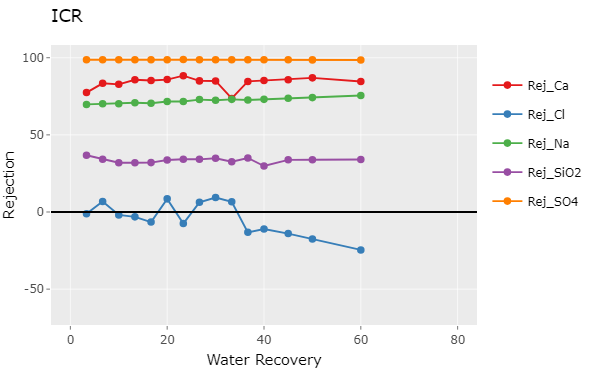 ICR
100
50
0
-50
Rejection
0
20
40
60
80
Water Recovery
Rej_Ca
Rej_Cl
Rej_Na
Rej_SiO2
Rej_SO4